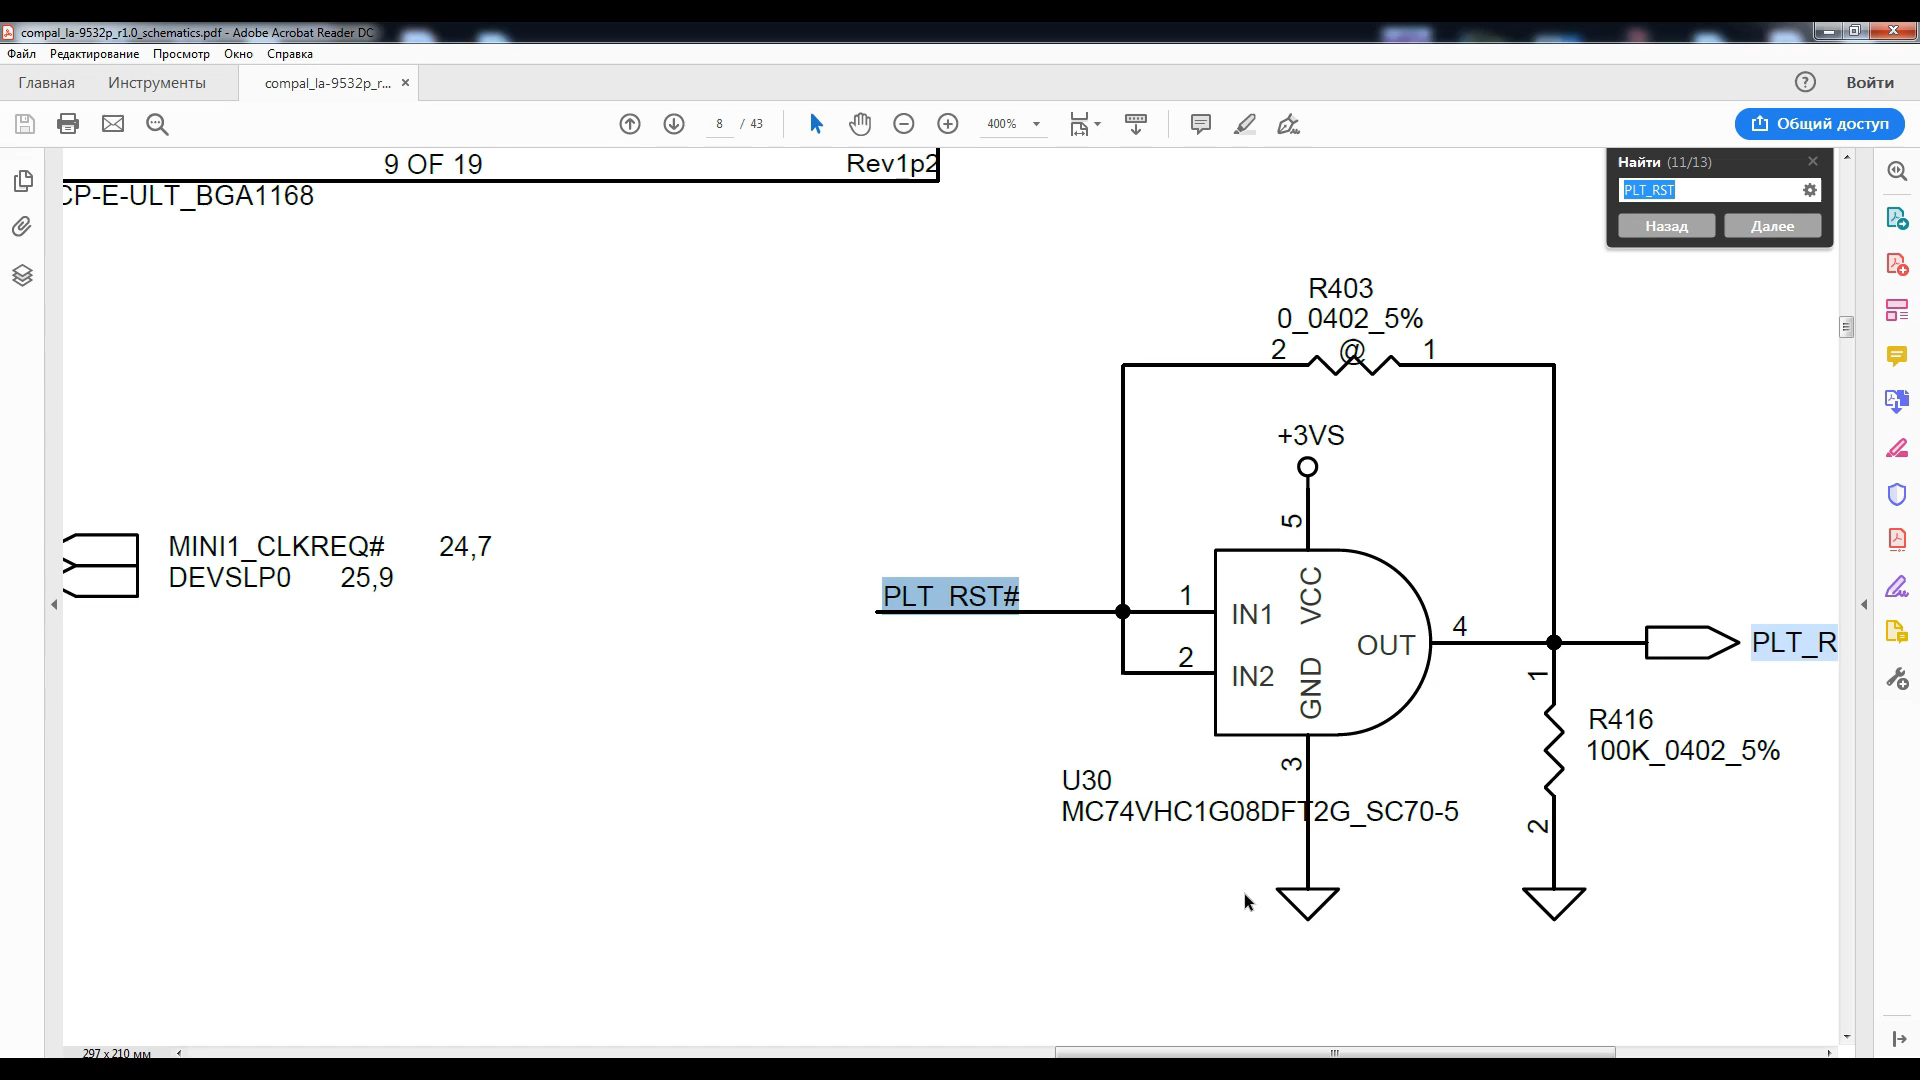 compal_la-9532p_r1.0_schematics.pdf - Adobe Acrobat Reader DC
Файл Редактирование Просмотр Окно Справка
Главная Инструменты compal_la-9532p_r... × Войти
8 / 43 400% Общий доступ
Найти (11/13)
PLT_RST
Назад Далее
9 OF 19 Rev1p2
CP-E-ULT_BGA1168
R403
0_0402_5%
2 @ 1
+3VS
5
MINI1_CLKREQ# 24,7
DEVSLP0 25,9
PLT_RST# 1 IN1 VCC
2 IN2 GND OUT 4 PLT_R
1
R416
100K_0402_5%
3
U30
MC74VHC1G08DFT2G_SC70-5
2
297 x 210 мм